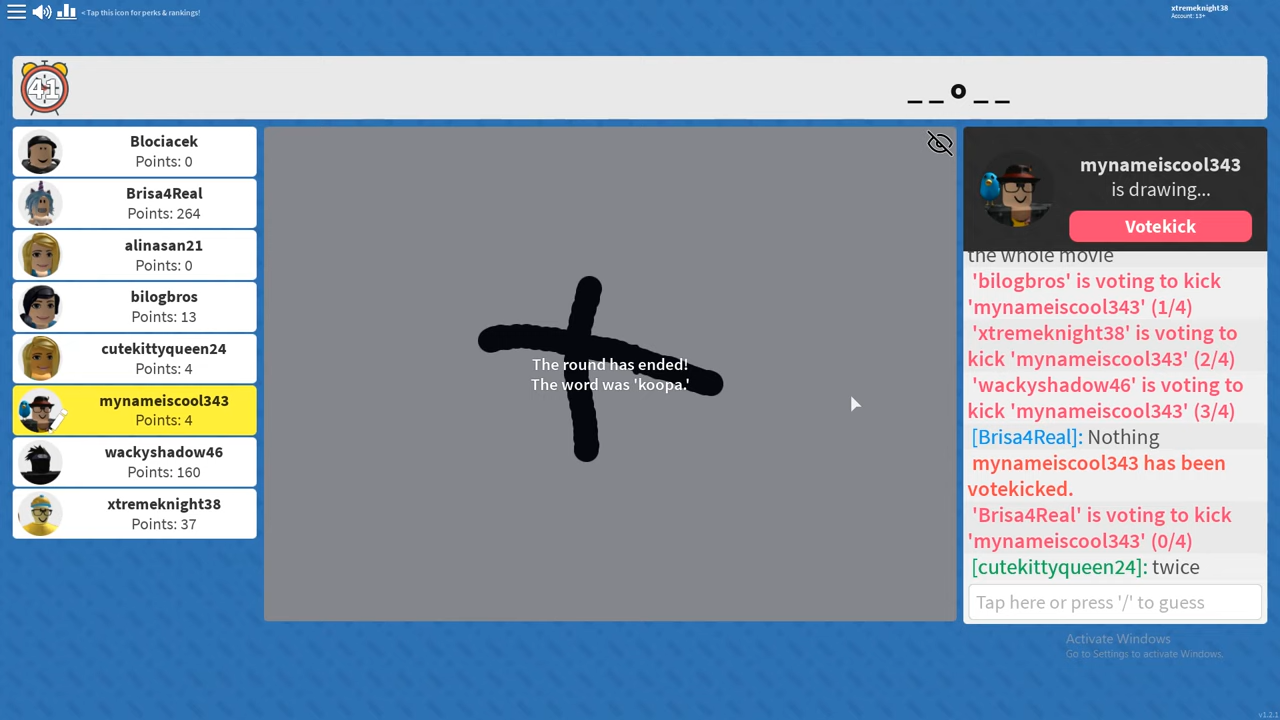 < Tap this icon for perks & rankings!
xtremeknight38
Account: 13+
41
_ _ o _ _
Blociacek
Points: 0
Brisa4Real
Points: 264
alinasan21
Points: 0
bilogbros
Points: 13
cutekittyqueen24
Points: 4
mynameiscool343
Points: 4
wackyshadow46
Points: 160
xtremeknight38
Points: 37
The round has ended!
The word was 'koopa.'
mynameiscool343
is drawing...
Votekick
the whole movie
'bilogbros' is voting to kick
'mynameiscool343' (1/4)
'xtremeknight38' is voting to
kick 'mynameiscool343' (2/4)
'wackyshadow46' is voting to
kick 'mynameiscool343' (3/4)
[Brisa4Real]: Nothing
mynameiscool343 has been
votekicked.
'Brisa4Real' is voting to kick
'mynameiscool343' (0/4)
[cutekittyqueen24]: twice
Tap here or press '/' to guess
Activate Windows
Go to Settings to activate Windows.
v1.2.1